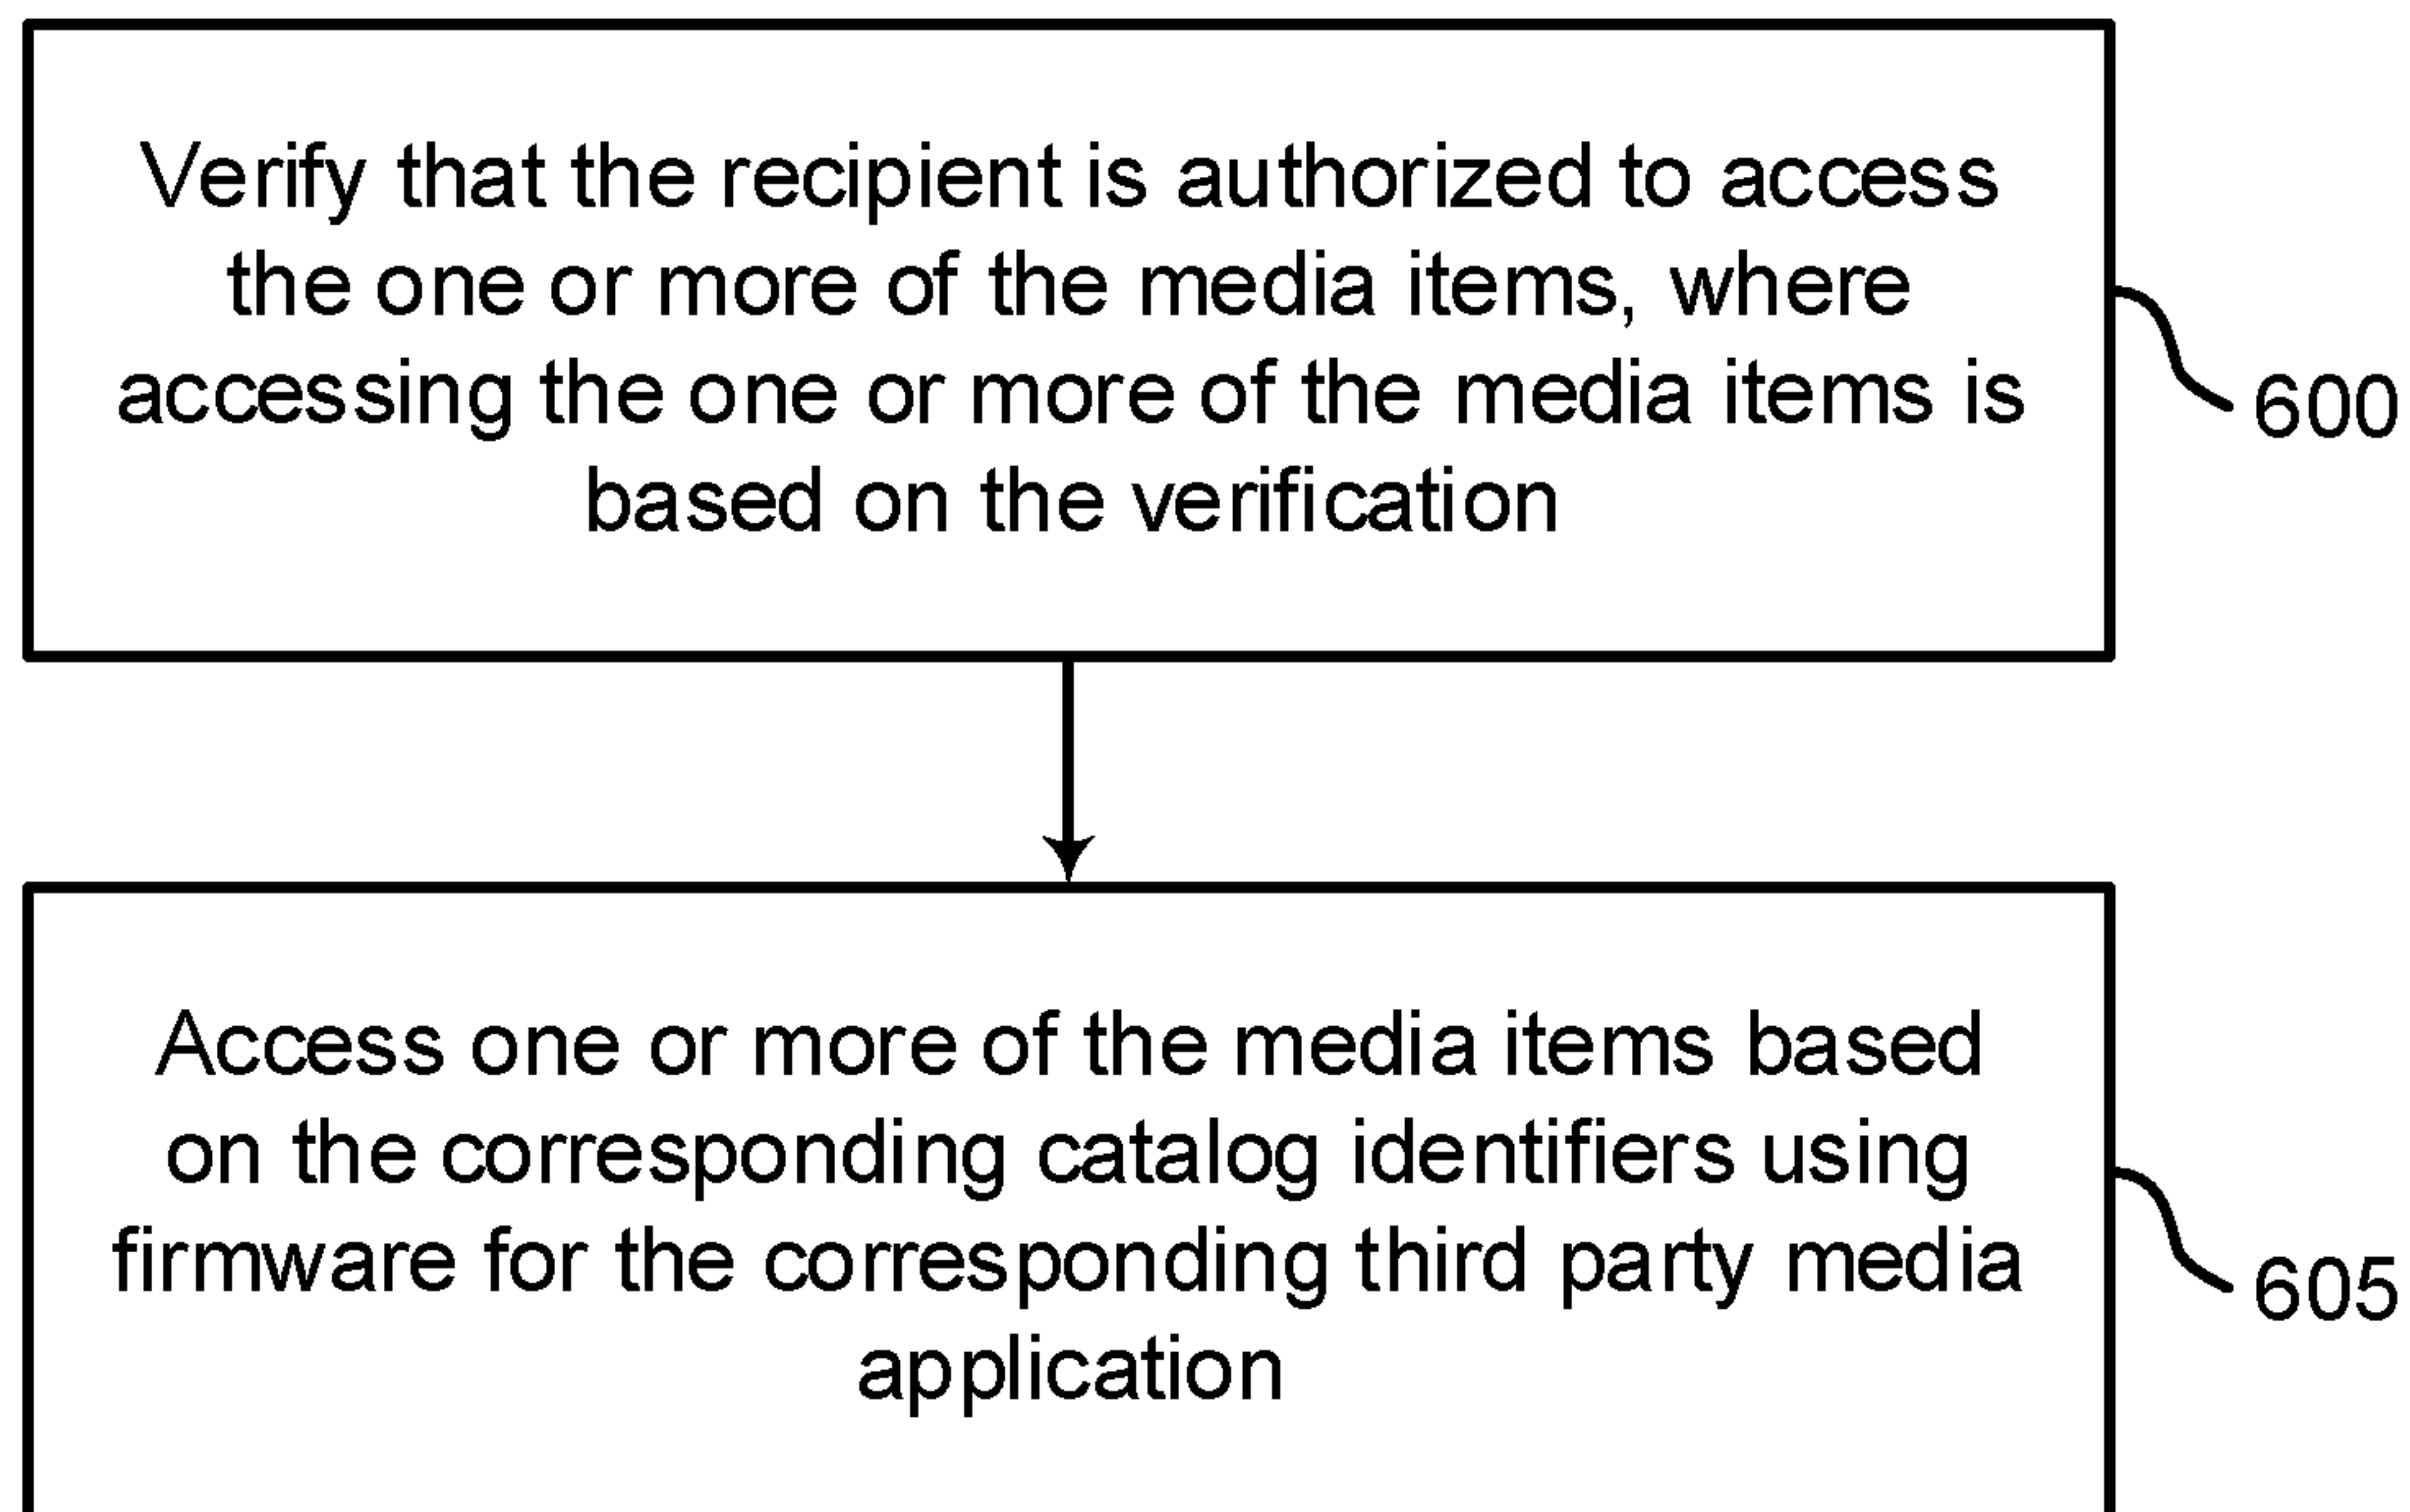 Verify that the recipient is authorized to access
the one or more of the media items, where
accessing the one or more of the media items is
based on the verification
600
Access one or more of the media items based
on the corresponding catalog identifiers using
firmware for the corresponding third party media
application
605